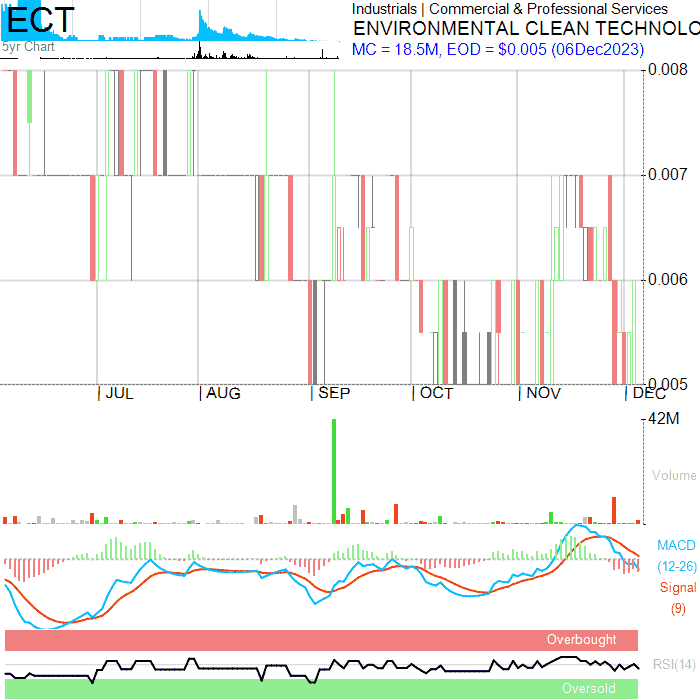 ECT
5yr Chart
Industrials | Commercial & Professional Services
ENVIRONMENTAL CLEAN TECHNOLO
MC = 18.5M, EOD = $0.005 (06Dec2023)
0.008
0.007
0.006
0.005
| JUL | AUG | SEP | OCT | NOV | DEC
42M
Volume
MACD
(12-26)
Signal
(9)
Overbought
RSI(14)
Oversold